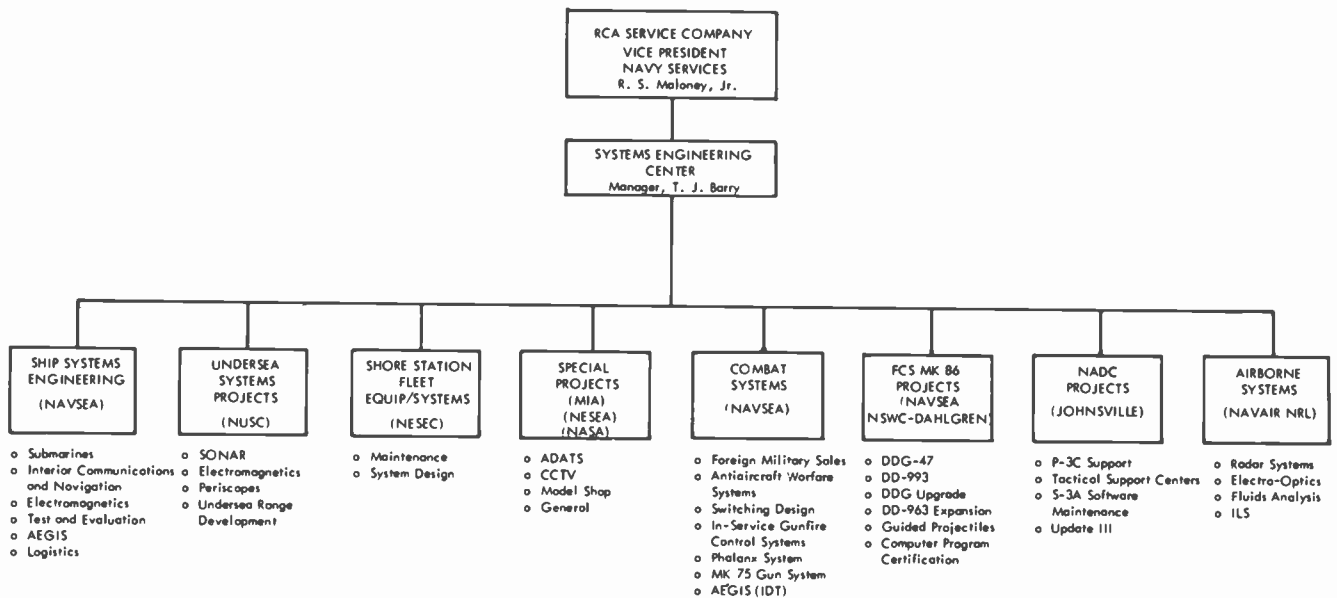 RCA SERVICE COMPANY
VICE PRESIDENT
NAVY SERVICES
R. S. Maloney, Jr.
SYSTEMS ENGINEERING
CENTER
Manager, T. J. Barry
SHIP SYSTEMS
ENGINEERING
(NAVSEA)
o Submarines
o Interior Communications
and Navigation
o Electromagnetics
o Test and Evaluation
o AEGIS
o Logistics
UNDERSEA
SYSTEMS
PROJECTS
(NUSC)
o SONAR
o Electromagnetics
o Periscopes
o Undersea Range
Development
SHORE STATION
FLEET
EQUIP/SYSTEMS
(NESEC)
o Maintenance
o System Design
SPECIAL
PROJECTS
(MIA)
(NESEA)
(NASA)
o ADATS
o CCTV
o Model Shop
o General
COMBAT
SYSTEMS
(NAVSEA)
o Foreign Military Sales
o Antiaircraft Warfare
Systems
o Switching Design
o In-Service Gunfire
Control Systems
o Phalanx System
o MK 75 Gun System
o AEGIS (IDT)
FCS MK 86
PROJECTS
(NAVSEA
NSWC-DAHLGREN)
o DDG-47
o DD-993
o DDG Upgrade
o DD-963 Expansion
o Guided Projectiles
o Computer Program
Certification
NADC
PROJECTS
(JOHNSVILLE)
o P-3C Support
o Tactical Support Centers
o S-3A Software
Maintenance
o Update III
AIRBORNE
SYSTEMS
(NAVAIR NRL)
o Radar Systems
o Electro-Optics
o Fluids Analysis
o ILS